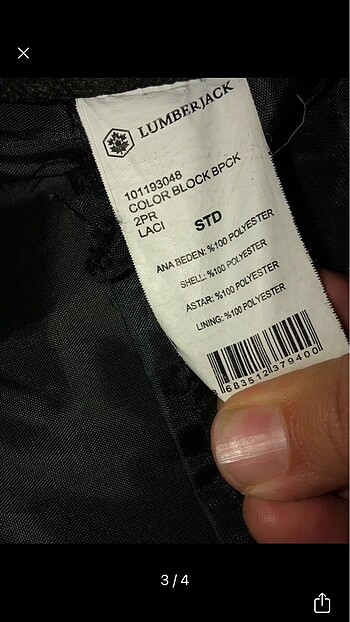 LUMBERJACK
101193048
COLOR BLOCK BPCK
2PR
LACI
STD
ANA BEDEN: %100 POLYESTER
SHELL: %100 POLYESTER
ASTAR: %100 POLYESTER
LINING: %100 POLYESTER
683512379400
3 / 4